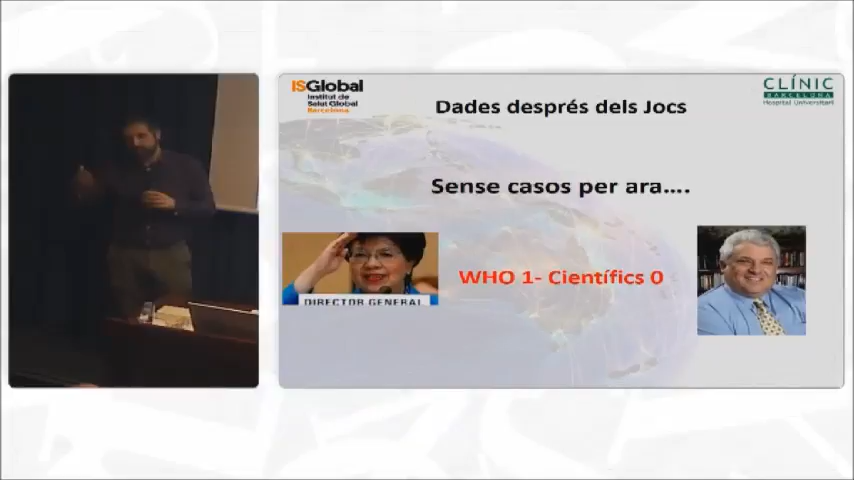 ISGlobal
Institut de
Salut Global
Barcelona
CLÍNIC
BARCELONA
Hospital Universitari
Dades després dels Jocs
Sense casos per ara....
DIRECTOR GENERAL
WHO 1- Científics 0